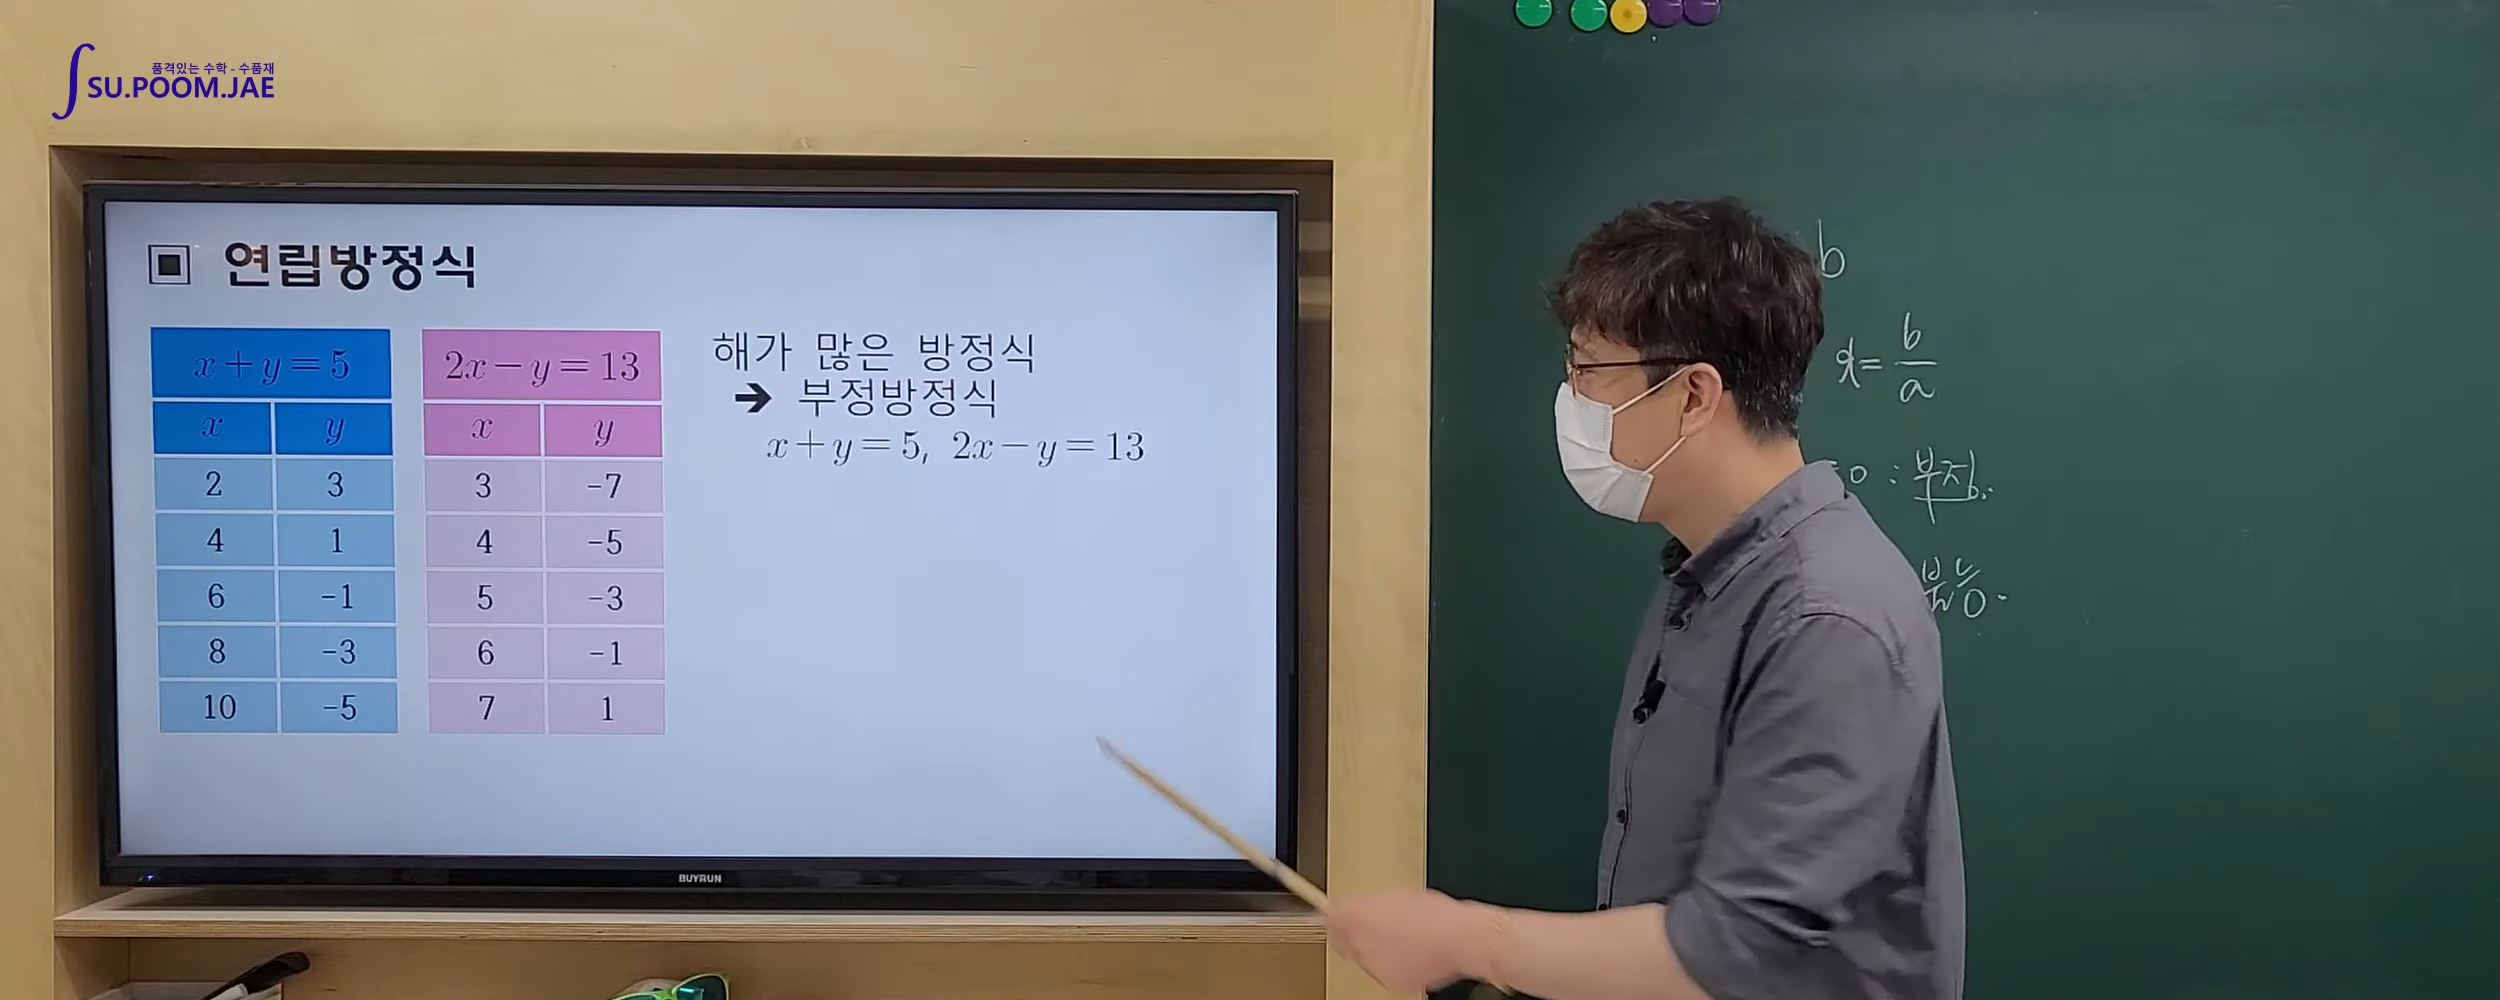 품격있는 수학 - 수품재
SU.POOM.JAE
연립방정식
x+y=5
x y
2 3
4 1
6 -1
8 -3
10 -5
2x-y=13
x y
3 -7
4 -5
5 -3
6 -1
7 1
해가 많은 방정식
➔ 부정방정식
x+y=5, 2x-y=13
BUYRUN
b
x= b/a
0 : 부정.
불능.